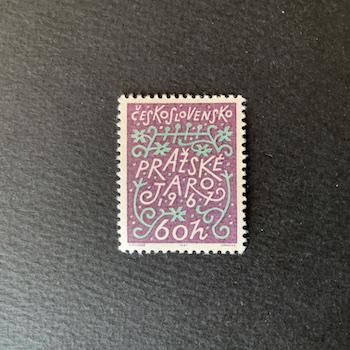 ČESKOSLOVENSKO
PRAŽSKÉ
JARO
1967
60h